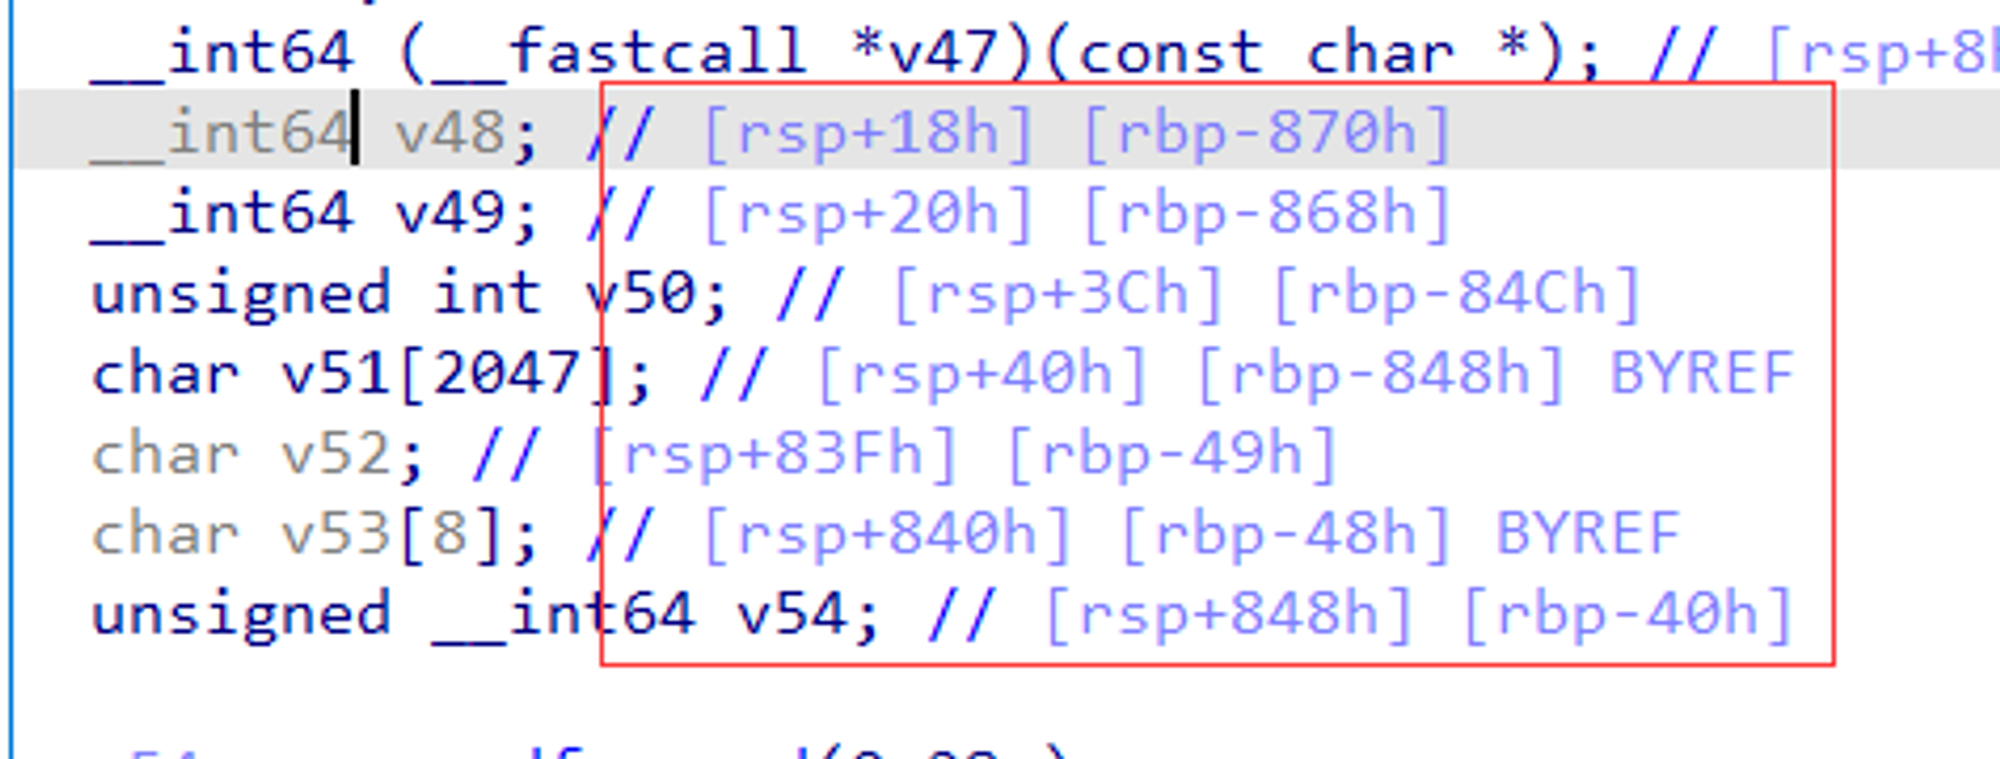 __int64 (__fastcall *v47)(const char *); // [rsp+8
__int64 v48; // [rsp+18h] [rbp-870h]
__int64 v49; // [rsp+20h] [rbp-868h]
unsigned int v50; // [rsp+3Ch] [rbp-84Ch]
char v51[2047]; // [rsp+40h] [rbp-848h] BYREF
char v52; // [rsp+83Fh] [rbp-49h]
char v53[8]; // [rsp+840h] [rbp-48h] BYREF
unsigned __int64 v54; // [rsp+848h] [rbp-40h]